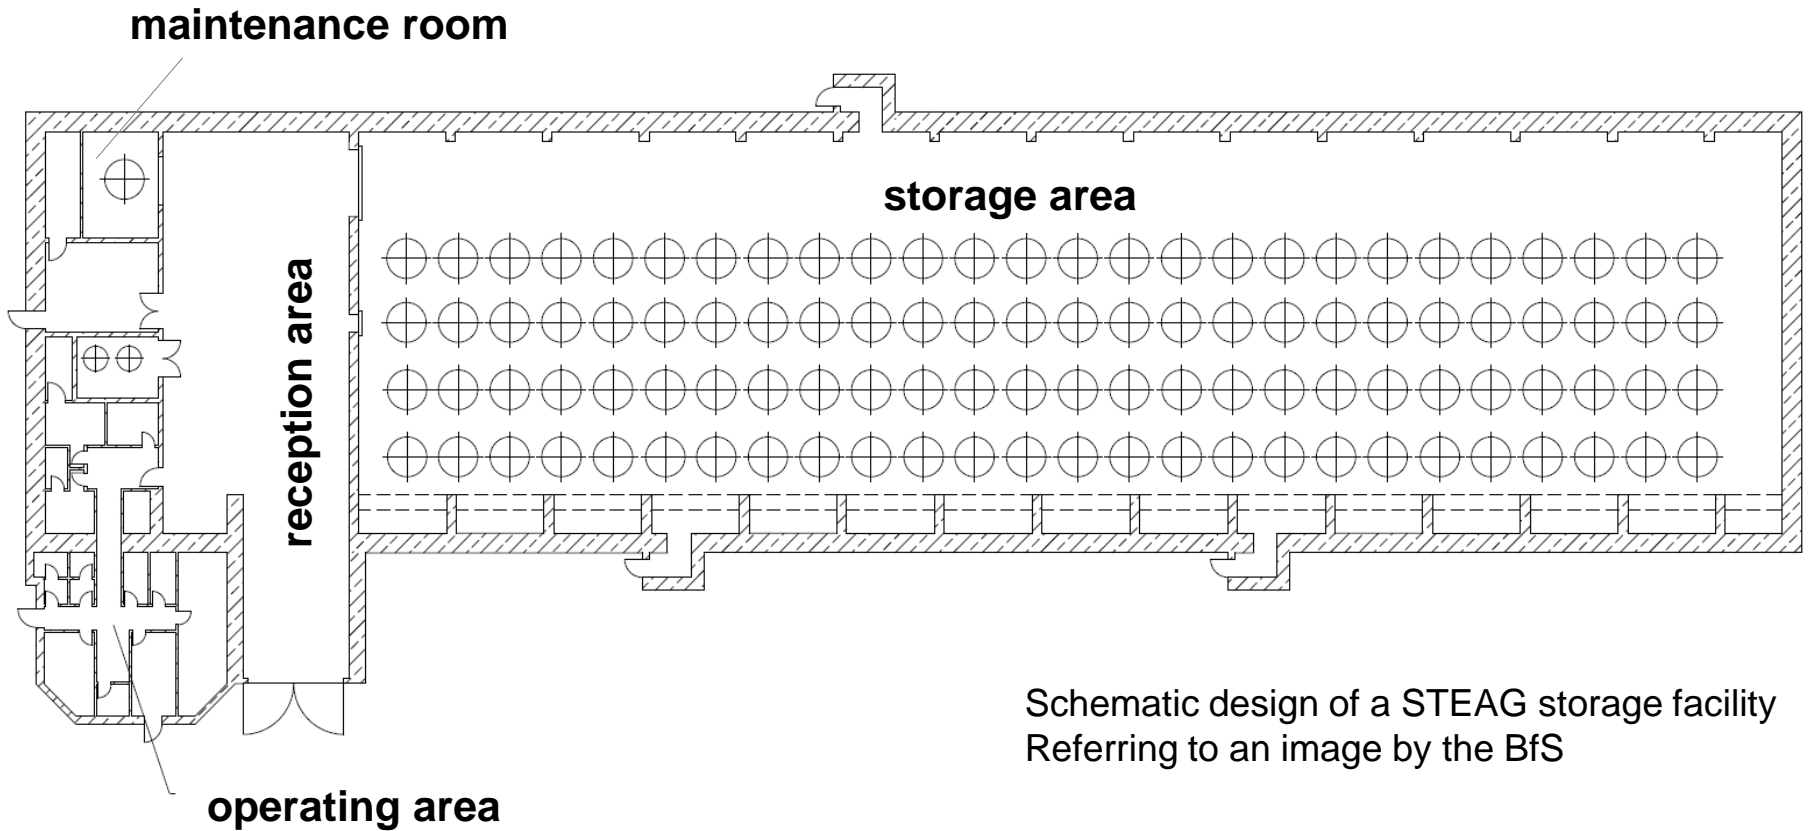 maintenance room
storage area
reception area
Schematic design of a STEAG storage facility
Referring to an image by the BfS
operating area